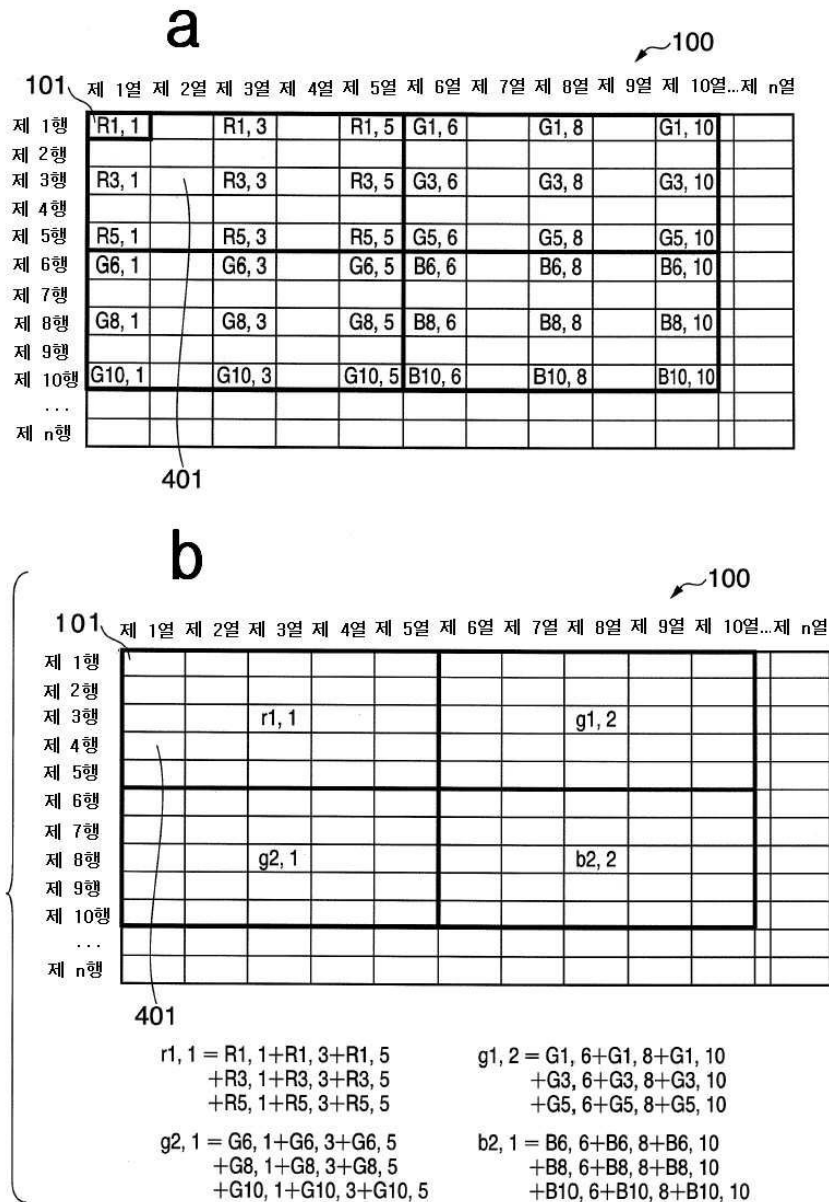 a
100
101
제 1열 제 2열 제 3열 제 4열 제 5열 제 6열 제 7열 제 8열 제 9열 제 10열...제 n열
제 1행 R1, 1 R1, 3 R1, 5 G1, 6 G1, 8 G1, 10
제 2행
제 3행 R3, 1 R3, 3 R3, 5 G3, 6 G3, 8 G3, 10
제 4행
제 5행 R5, 1 R5, 3 R5, 5 G5, 6 G5, 8 G5, 10
제 6행 G6, 1 G6, 3 G6, 5 B6, 6 B6, 8 B6, 10
제 7행
제 8행 G8, 1 G8, 3 G8, 5 B8, 6 B8, 8 B8, 10
제 9행
제 10행 G10, 1 G10, 3 G10, 5 B10, 6 B10, 8 B10, 10
...
제 n행
401
b
100
101
제 1열 제 2열 제 3열 제 4열 제 5열 제 6열 제 7열 제 8열 제 9열 제 10열...제 n열
제 1행
제 2행
제 3행 r1, 1 g1, 2
제 4행
제 5행
제 6행
제 7행
제 8행 g2, 1 b2, 2
제 9행
제 10행
...
제 n행
401
r1, 1 = R1, 1+R1, 3+R1, 5
+R3, 1+R3, 3+R3, 5
+R5, 1+R5, 3+R5, 5
g1, 2 = G1, 6+G1, 8+G1, 10
+G3, 6+G3, 8+G3, 10
+G5, 6+G5, 8+G5, 10
g2, 1 = G6, 1+G6, 3+G6, 5
+G8, 1+G8, 3+G8, 5
+G10, 1+G10, 3+G10, 5
b2, 1 = B6, 6+B6, 8+B6, 10
+B8, 6+B8, 8+B8, 10
+B10, 6+B10, 8+B10, 10